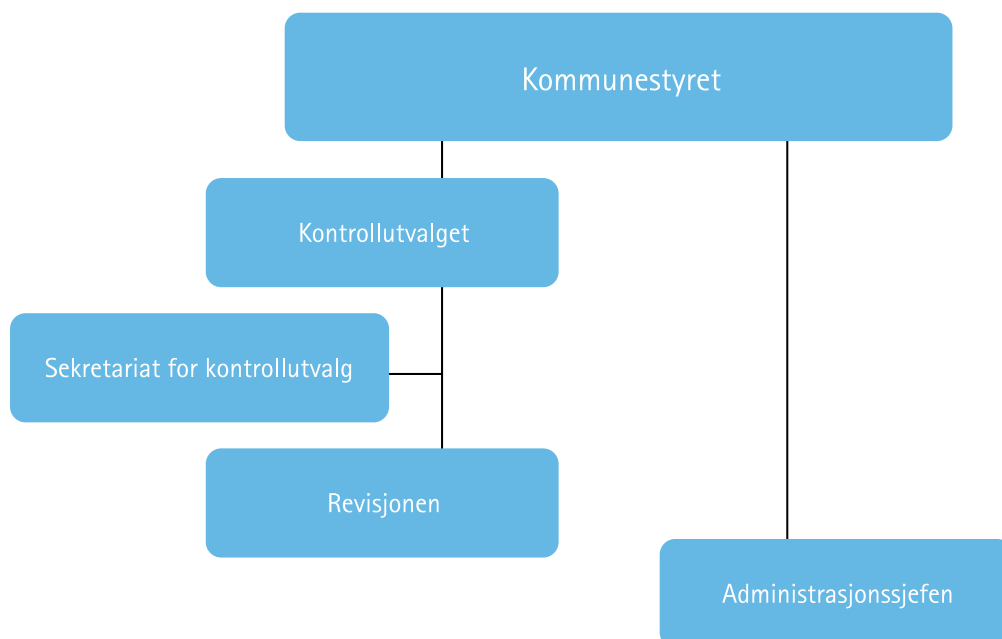 Kommunestyret
Kontrollutvalget
Sekretariat for kontrollutvalg
Revisjonen
Administrasjonssjefen